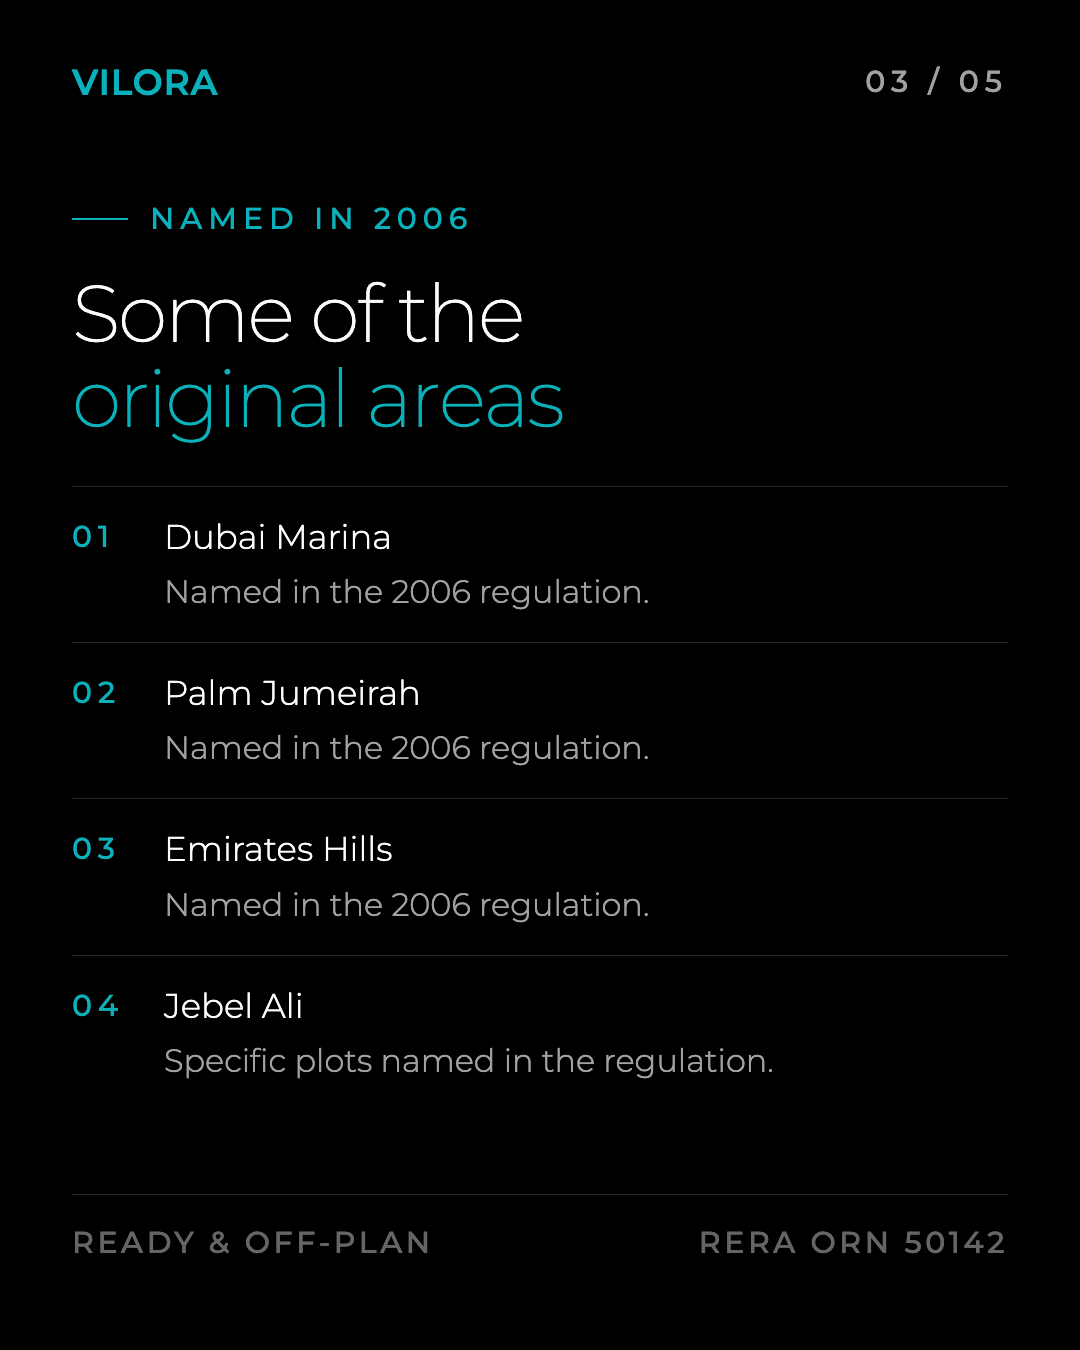 VILORA
03 / 05
NAMED IN 2006
Some of the
original areas
01 Dubai Marina
Named in the 2006 regulation.
02 Palm Jumeirah
Named in the 2006 regulation.
03 Emirates Hills
Named in the 2006 regulation.
04 Jebel Ali
Specific plots named in the regulation.
READY & OFF-PLAN
RERA ORN 50142